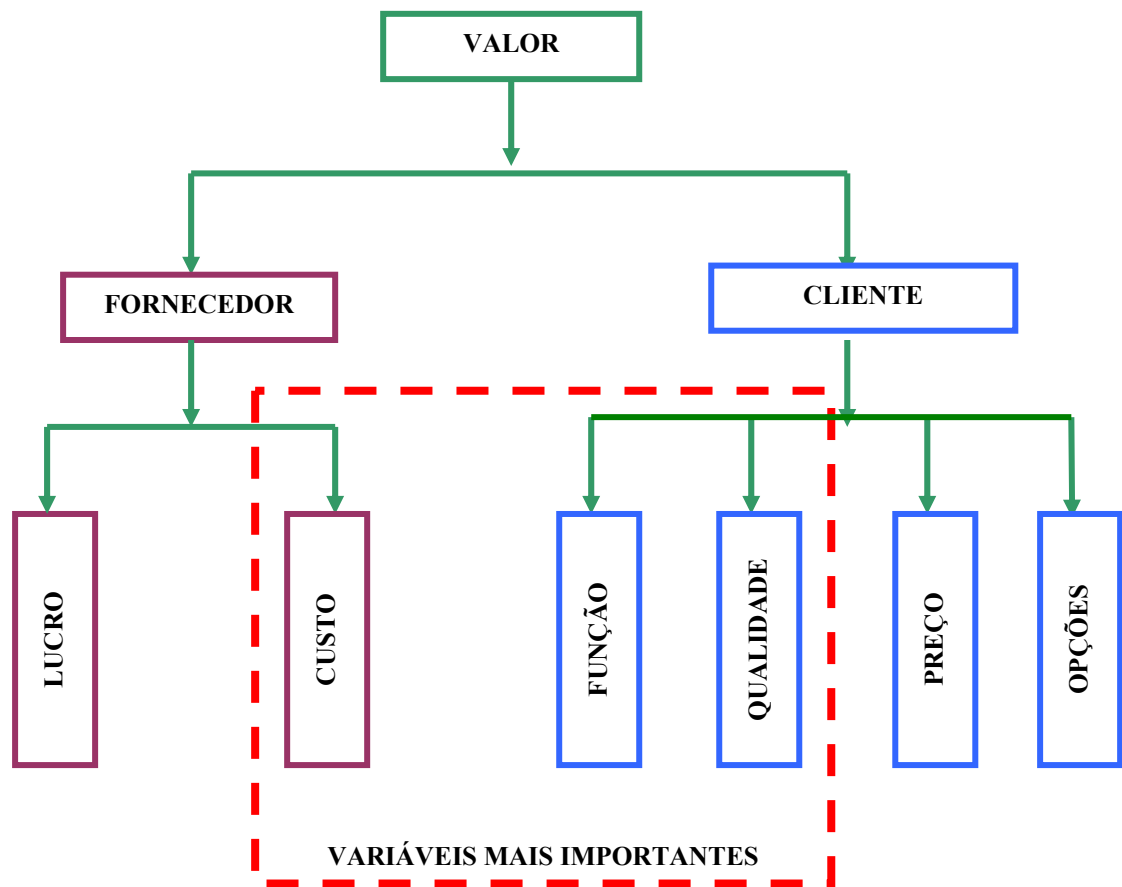 VALOR
FORNECEDOR
CLIENTE
LUCRO
CUSTO
FUNÇÃO
QUALIDADE
PREÇO
OPÇÕES
VARIÁVEIS MAIS IMPORTANTES